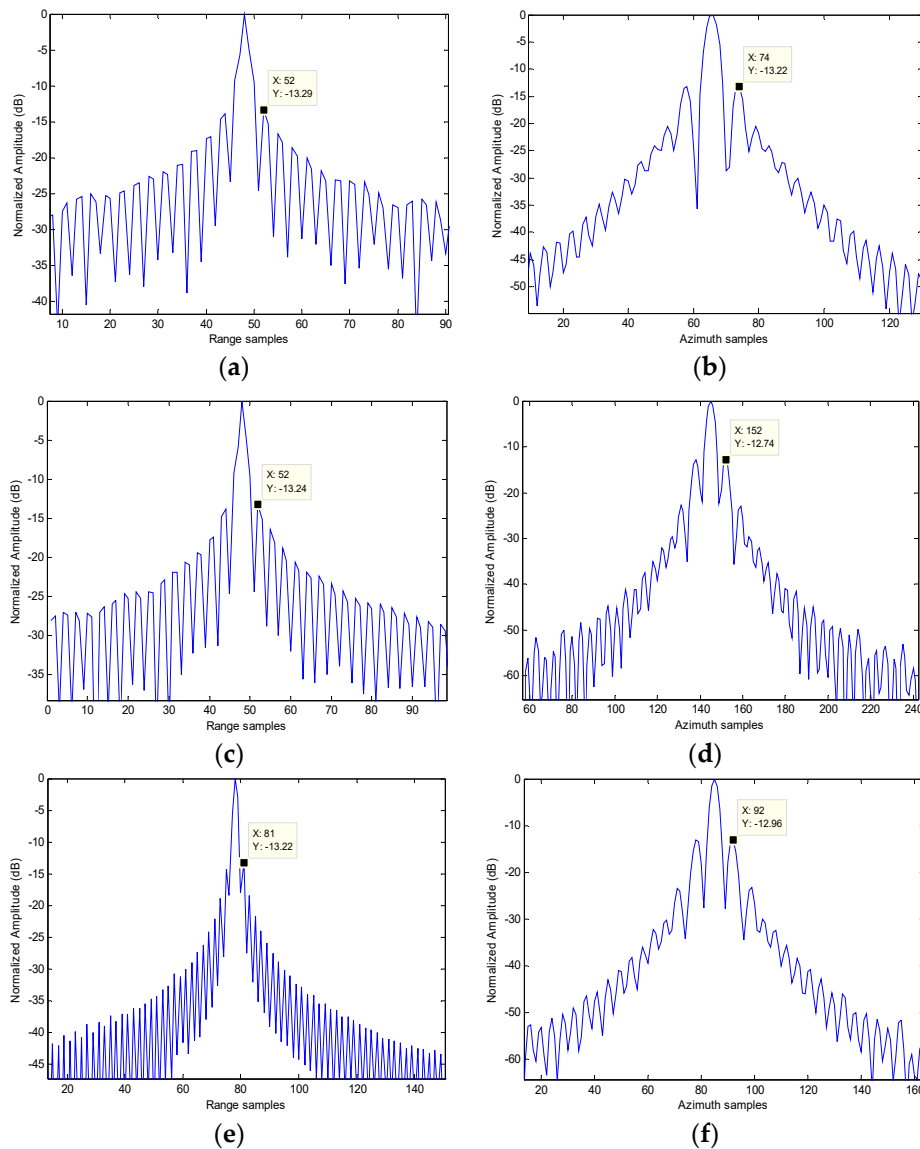 0
-5
-10
-15
-20
-25
-30
-35
-40
Normalized Amplitude (dB)
X: 52
Y: -13.29
10 20 30 40 50 60 70 80 90
Range samples
(a)
0
-5
-10
-15
-20
-25
-30
-35
-40
-45
-50
Normalized Amplitude (dB)
X: 74
Y: -13.22
20 40 60 80 100 120
Azimuth samples
(b)
0
-5
-10
-15
-20
-25
-30
-35
Normalized Amplitude (dB)
X: 52
Y: -13.24
0 10 20 30 40 50 60 70 80 90
Range samples
(c)
0
-10
-20
-30
-40
-50
-60
Normalized Amplitude (dB)
X: 152
Y: -12.74
60 80 100 120 140 160 180 200 220 240
Azimuth samples
(d)
0
-5
-10
-15
-20
-25
-30
-35
-40
-45
Normalized Amplitude (dB)
X: 81
Y: -13.22
20 40 60 80 100 120 140
Range samples
(e)
0
-10
-20
-30
-40
-50
-60
Normalized Amplitude (dB)
X: 92
Y: -12.96
20 40 60 80 100 120 140 160
Azimuth samples
(f)